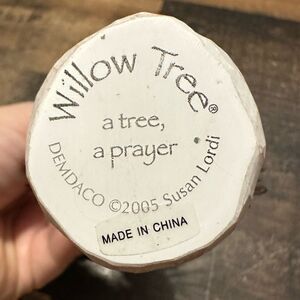 Willow Tree®
a tree,
a prayer
DEMDACO ©2005 Susan Lordi
MADE IN CHINA